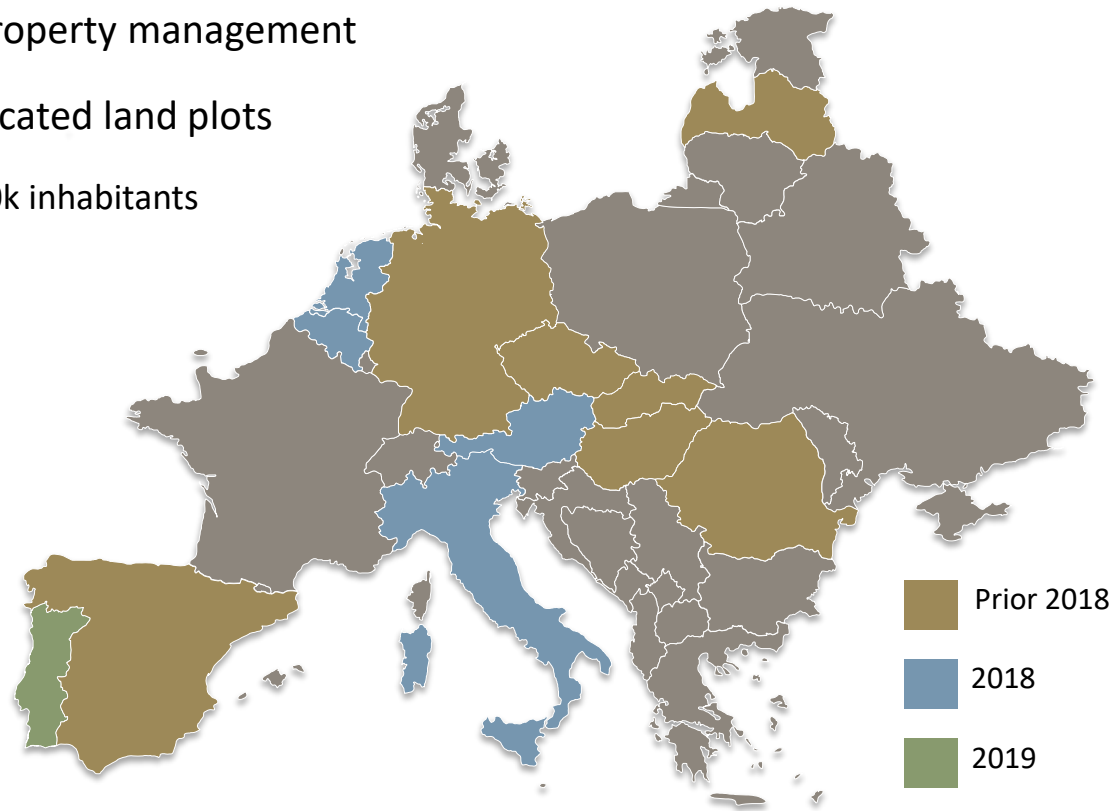 roperty management
cated land plots
k inhabitants
Prior 2018
2018
2019